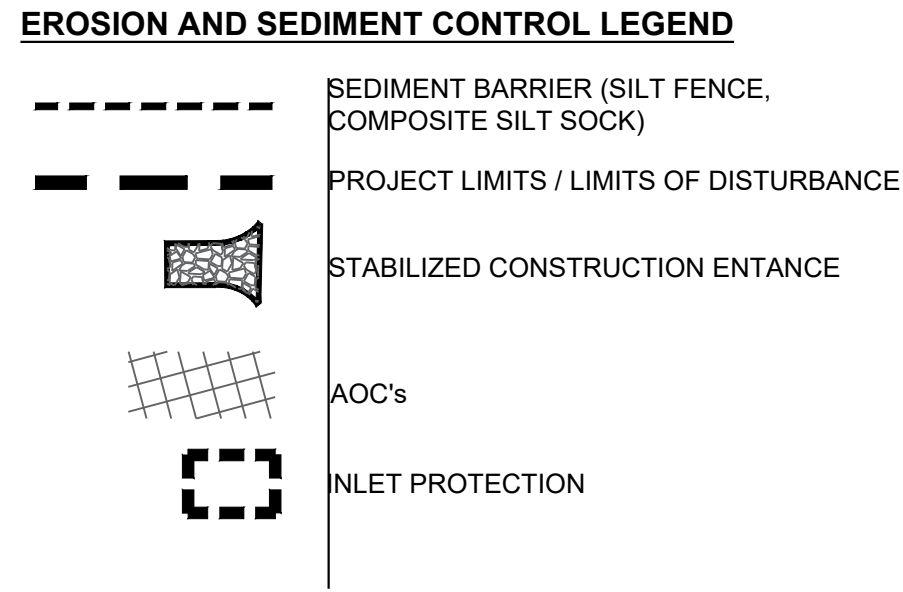 EROSION AND SEDIMENT CONTROL LEGEND
SEDIMENT BARRIER (SILT FENCE,
COMPOSITE SILT SOCK)
PROJECT LIMITS / LIMITS OF DISTURBANCE
STABILIZED CONSTRUCTION ENTANCE
AOC's
INLET PROTECTION